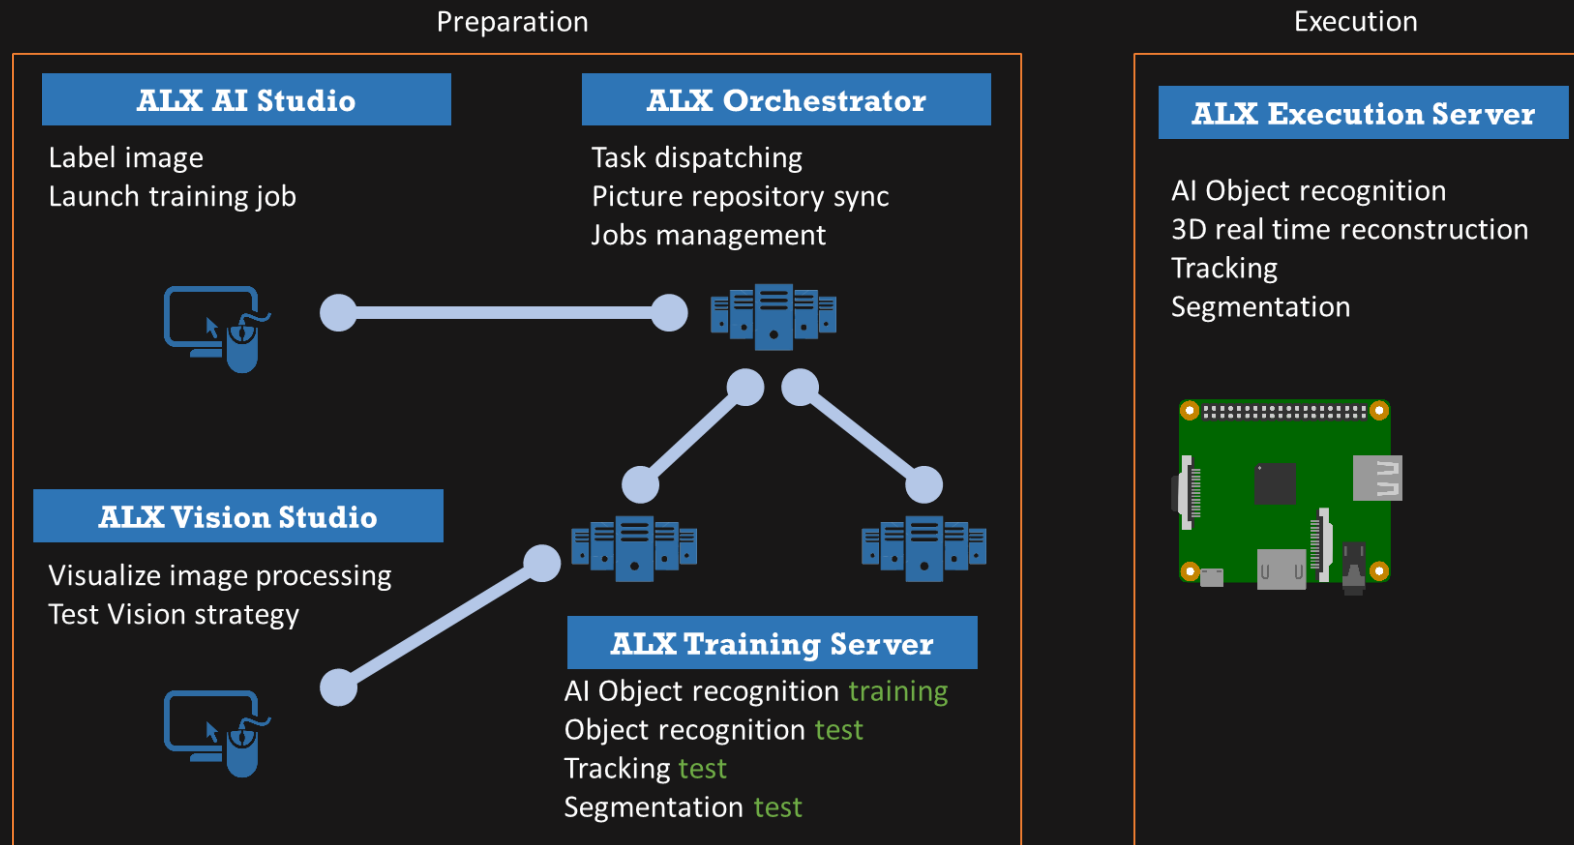 Preparation
Execution
ALX AI Studio
Label image
Launch training job
ALX Orchestrator
Task dispatching
Picture repository sync
Jobs management
ALX Vision Studio
Visualize image processing
Test Vision strategy
ALX Training Server
AI Object recognition training
Object recognition test
Tracking test
Segmentation test
ALX Execution Server
AI Object recognition
3D real time reconstruction
Tracking
Segmentation